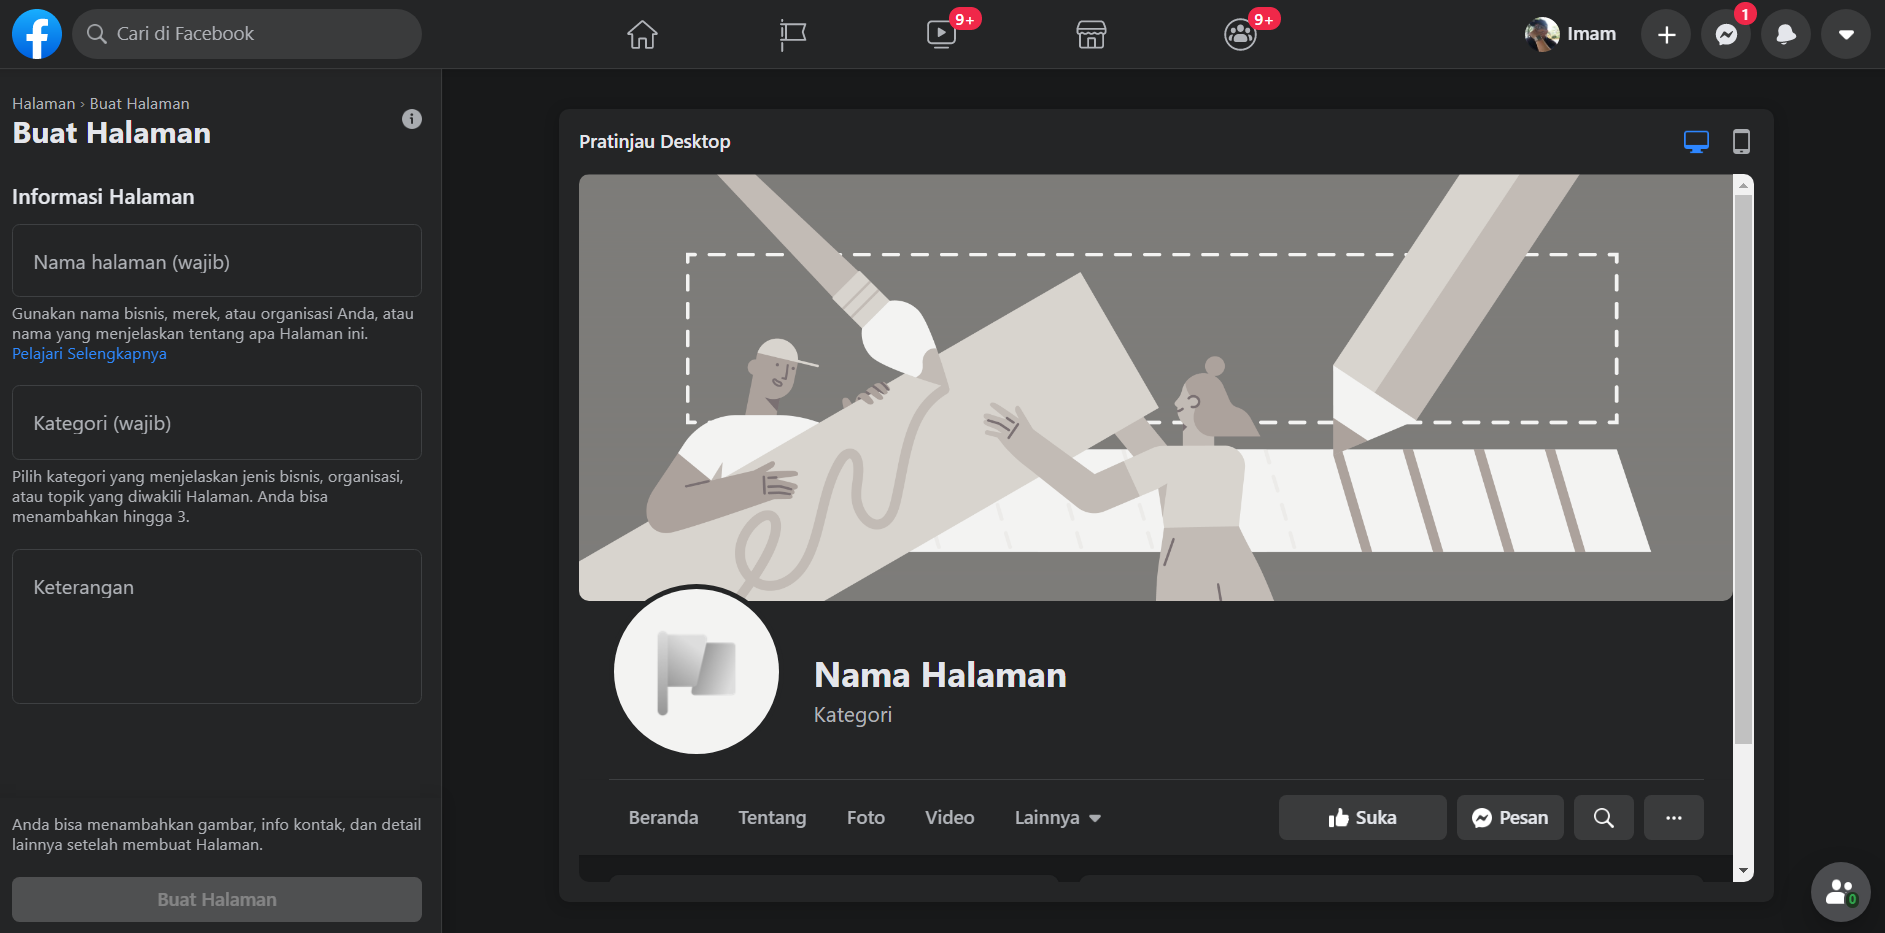 Cari di Facebook
9+
9+
Imam
1
Halaman › Buat Halaman
Buat Halaman
Informasi Halaman
Nama halaman (wajib)
Gunakan nama bisnis, merek, atau organisasi Anda, atau
nama yang menjelaskan tentang apa Halaman ini.
Pelajari Selengkapnya
Kategori (wajib)
Pilih kategori yang menjelaskan jenis bisnis, organisasi,
atau topik yang diwakili Halaman. Anda bisa
menambahkan hingga 3.
Keterangan
Anda bisa menambahkan gambar, info kontak, dan detail
lainnya setelah membuat Halaman.
Buat Halaman
Pratinjau Desktop
Nama Halaman
Kategori
Beranda Tentang Foto Video Lainnya
Suka Pesan
0